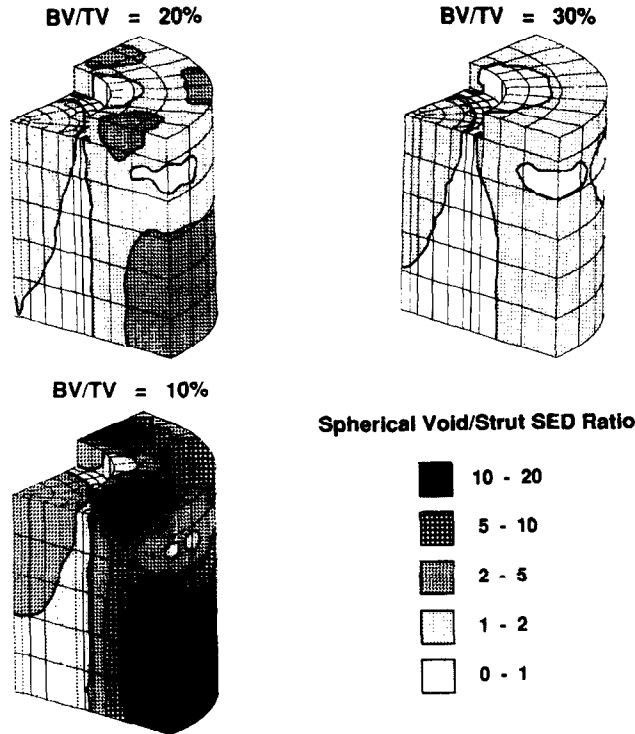 BV/TV = 20%
BV/TV = 30%
BV/TV = 10%
Spherical Void/Strut SED Ratio
10 - 20
5 - 10
2 - 5
1 - 2
0 - 1